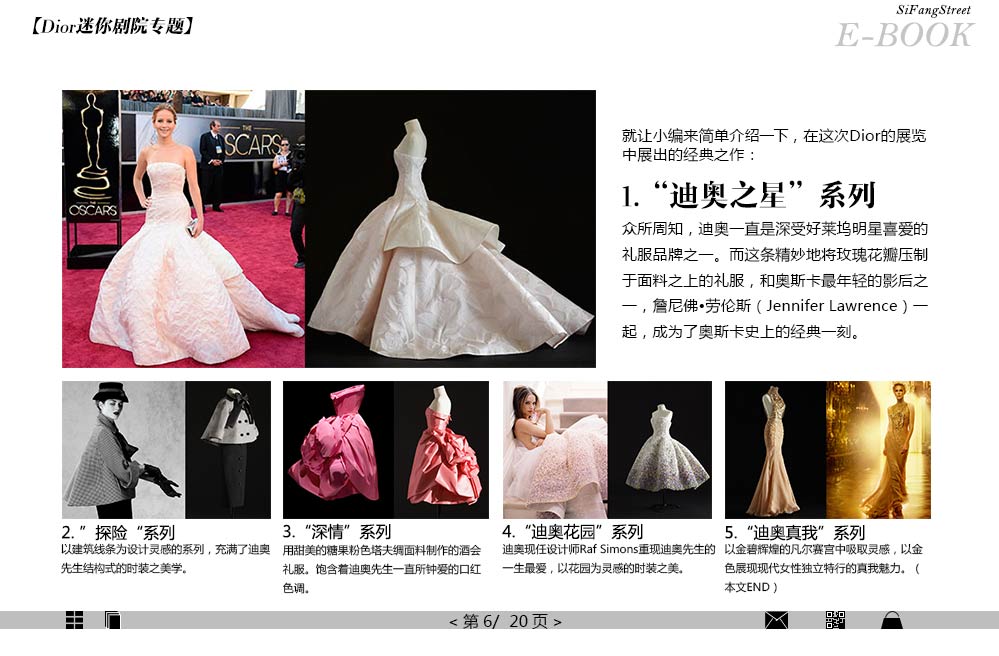 【Dior迷你剧院专题】
SiFangStreet
E-BOOK
THE
OSCARS
OSCARS
就让小编来简单介绍一下，在这次Dior的展览
中展出的经典之作：
1.“迪奥之星”系列
众所周知，迪奥一直是深受好莱坞明星喜爱的
礼服品牌之一。而这条精妙地将玫瑰花瓣压制
于面料之上的礼服，和奥斯卡最年轻的影后之
一，詹尼佛•劳伦斯（Jennifer Lawrence）一
起，成为了奥斯卡史上的经典一刻。
2. ”探险“系列
以建筑线条为设计灵感的系列，充满了迪奥
先生结构式的时装之美学。
3.“深情”系列
用甜美的糖果粉色塔夫绸面料制作的酒会
礼服。饱含着迪奥先生一直所钟爱的口红
色调。
4.“迪奥花园”系列
迪奥现任设计师Raf Simons重现迪奥先生的
一生最爱，以花园为灵感的时装之美。
5.“迪奥真我”系列
以金碧辉煌的凡尔赛宫中吸取灵感，以金
色展现现代女性独立特行的真我魅力。（
本文END）
< 第 6/ 20 页 >